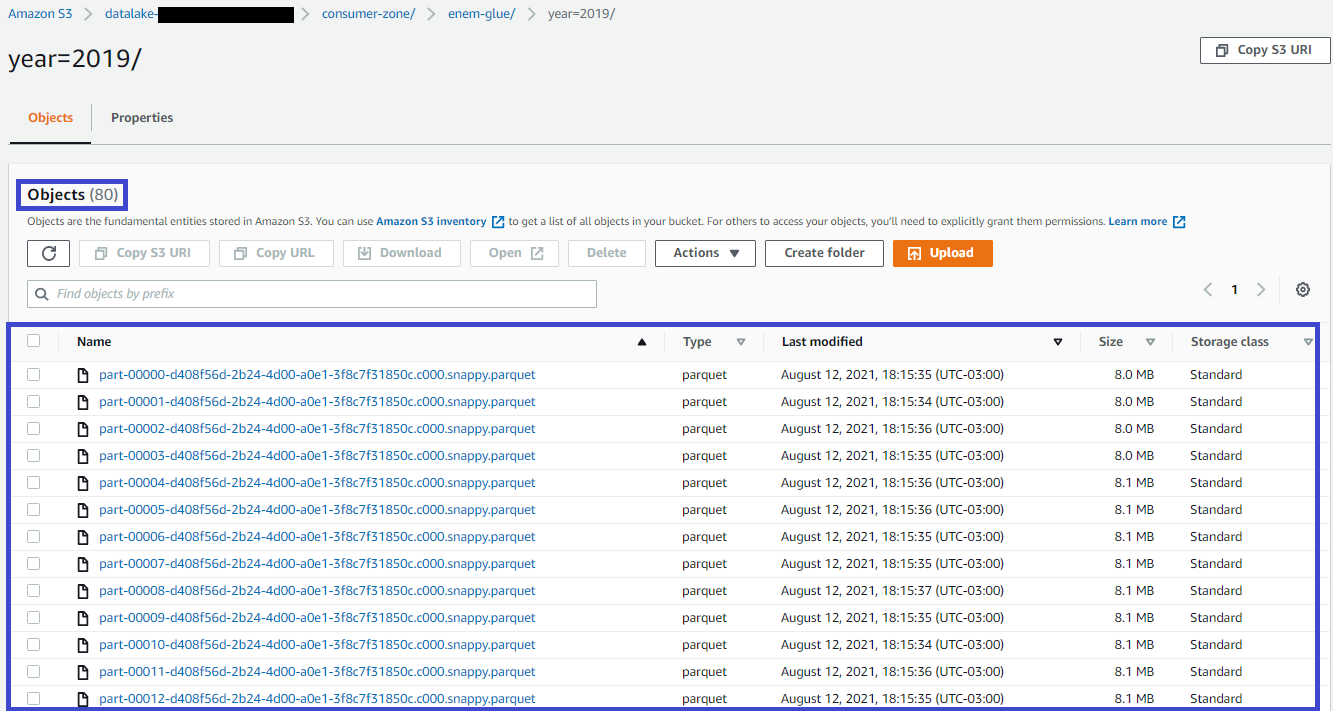 Amazon S3 > datalake- > consumer-zone/ > enem-glue/ > year=2019/
year=2019/
Copy S3 URI
Objects
Properties
Objects (80)
Objects are the fundamental entities stored in Amazon S3. You can use Amazon S3 inventory to get a list of all objects in your bucket. For others to access your objects, you'll need to explicitly grant them permissions. Learn more
Copy S3 URI Copy URL Download Open Delete Actions Create folder Upload
Find objects by prefix
1
Name Type Last modified Size Storage class
part-00000-d408f56d-2b24-4d00-a0e1-3f8c7f31850c.c000.snappy.parquet parquet August 12, 2021, 18:15:35 (UTC-03:00) 8.0 MB Standard
part-00001-d408f56d-2b24-4d00-a0e1-3f8c7f31850c.c000.snappy.parquet parquet August 12, 2021, 18:15:34 (UTC-03:00) 8.0 MB Standard
part-00002-d408f56d-2b24-4d00-a0e1-3f8c7f31850c.c000.snappy.parquet parquet August 12, 2021, 18:15:36 (UTC-03:00) 8.0 MB Standard
part-00003-d408f56d-2b24-4d00-a0e1-3f8c7f31850c.c000.snappy.parquet parquet August 12, 2021, 18:15:35 (UTC-03:00) 8.0 MB Standard
part-00004-d408f56d-2b24-4d00-a0e1-3f8c7f31850c.c000.snappy.parquet parquet August 12, 2021, 18:15:36 (UTC-03:00) 8.1 MB Standard
part-00005-d408f56d-2b24-4d00-a0e1-3f8c7f31850c.c000.snappy.parquet parquet August 12, 2021, 18:15:36 (UTC-03:00) 8.1 MB Standard
part-00006-d408f56d-2b24-4d00-a0e1-3f8c7f31850c.c000.snappy.parquet parquet August 12, 2021, 18:15:36 (UTC-03:00) 8.1 MB Standard
part-00007-d408f56d-2b24-4d00-a0e1-3f8c7f31850c.c000.snappy.parquet parquet August 12, 2021, 18:15:35 (UTC-03:00) 8.1 MB Standard
part-00008-d408f56d-2b24-4d00-a0e1-3f8c7f31850c.c000.snappy.parquet parquet August 12, 2021, 18:15:37 (UTC-03:00) 8.1 MB Standard
part-00009-d408f56d-2b24-4d00-a0e1-3f8c7f31850c.c000.snappy.parquet parquet August 12, 2021, 18:15:35 (UTC-03:00) 8.1 MB Standard
part-00010-d408f56d-2b24-4d00-a0e1-3f8c7f31850c.c000.snappy.parquet parquet August 12, 2021, 18:15:34 (UTC-03:00) 8.1 MB Standard
part-00011-d408f56d-2b24-4d00-a0e1-3f8c7f31850c.c000.snappy.parquet parquet August 12, 2021, 18:15:36 (UTC-03:00) 8.1 MB Standard
part-00012-d408f56d-2b24-4d00-a0e1-3f8c7f31850c.c000.snappy.parquet parquet August 12, 2021, 18:15:35 (UTC-03:00) 8.1 MB Standard